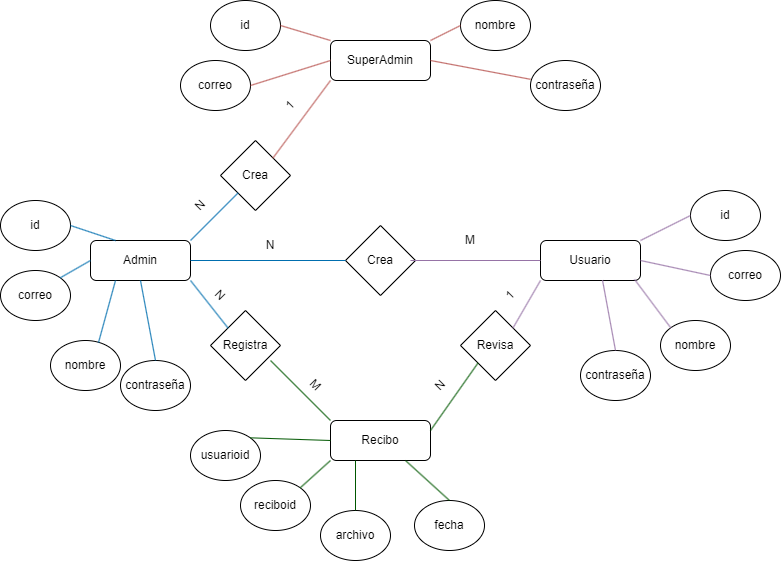 id
nombre
SuperAdmin
correo
contraseña
1
Crea
N
id
id
N
M
Admin
Crea
Usuario
correo
correo
N
1
Registra
Revisa
nombre
nombre
contraseña
contraseña
M
N
Recibo
usuarioid
reciboid
archivo
fecha